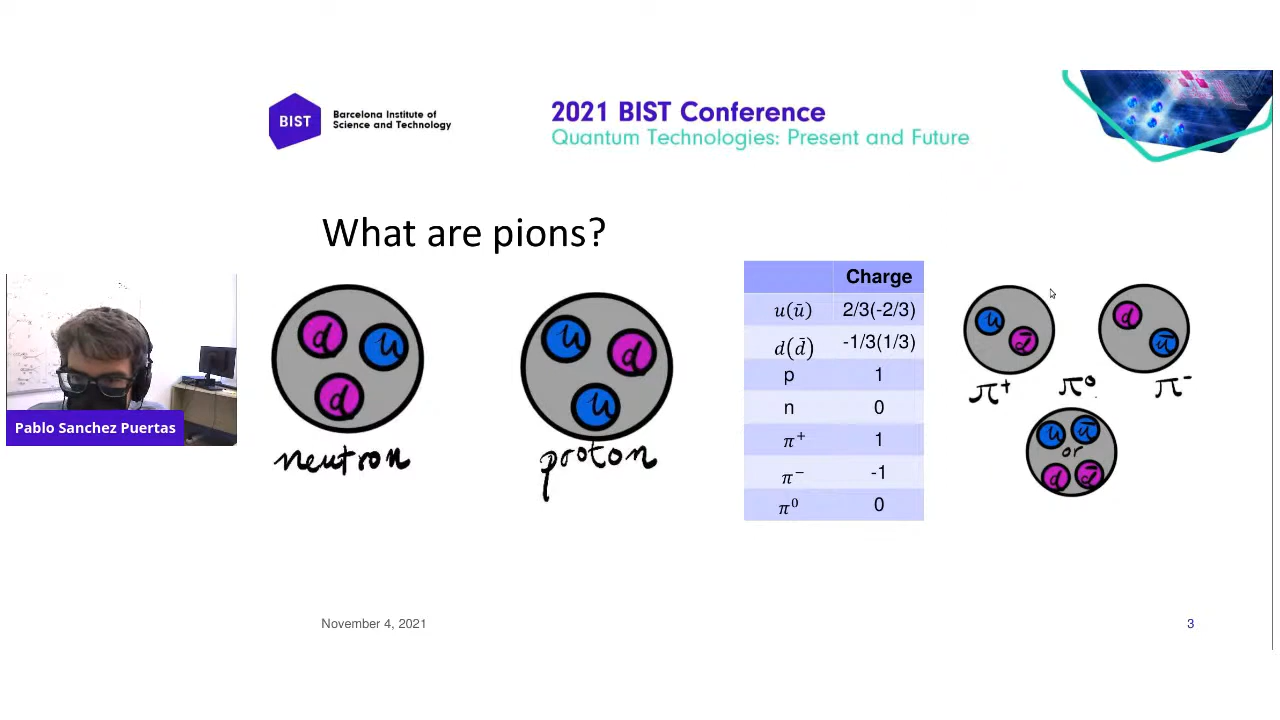 BIST
Barcelona Institute of
Science and Technology
2021 BIST Conference
Quantum Technologies: Present and Future
What are pions?
d
u
d
neutron
u
d
u
proton
Charge
u(ū) 2/3(-2/3)
d(d̄) -1/3(1/3)
p 1
n 0
π⁺ 1
π⁻ -1
π⁰ 0
u
d̄
π⁺
d
ū
π⁻
π⁰
u ū
or
d d̄
Pablo Sanchez Puertas
November 4, 2021
3